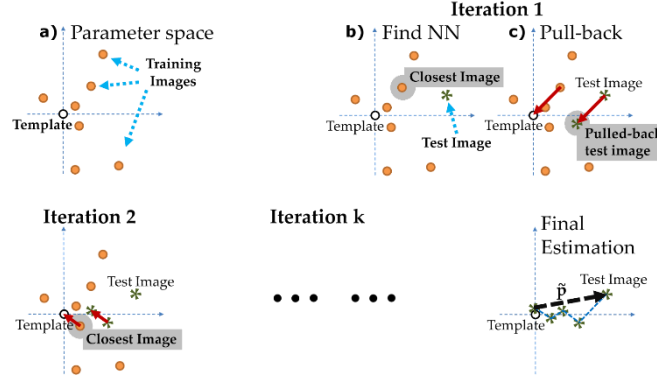 Iteration 1
a) Parameter space
b) Find NN
c) Pull-back
Training
Images
Template
Closest Image
Template
Test Image
Test Image
Template
Pulled-back
test image
Iteration 2
Test Image
Template
Closest Image
Iteration k
Final
Estimation
p̃
Test Image
Template